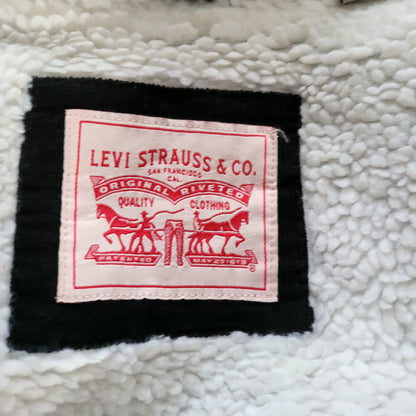 LEVI STRAUSS & CO.
SAN FRANCISCO
CAL.
ORIGINAL RIVETED
QUALITY CLOTHING
PATENTED MAY 20 1873
®